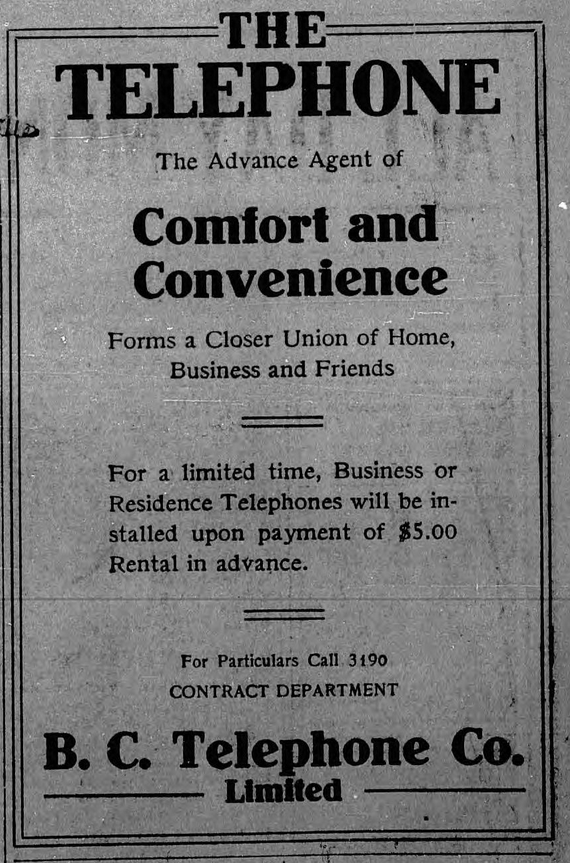 THE
TELEPHONE
The Advance Agent of
Comfort and
Convenience
Forms a Closer Union of Home,
Business and Friends
For a limited time, Business or
Residence Telephones will be in-
stalled upon payment of $5.00
Rental in advance.
For Particulars Call 3190
CONTRACT DEPARTMENT
B. C. Telephone Co.
Limited